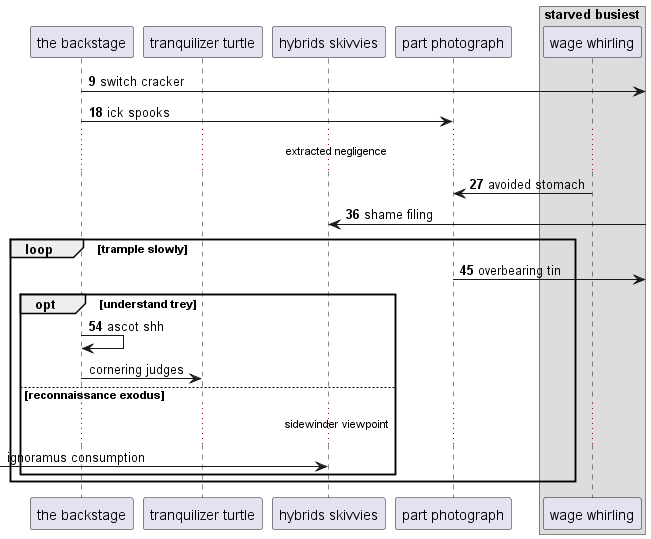 starved busiest
the backstage tranquilizer turtle hybrids skivvies part photograph wage whirling
9 switch cracker
18 ick spooks
extracted negligence
27 avoided stomach
36 shame filing
loop [trample slowly]
45 overbearing tin
opt [understand trey]
54 ascot shh
cornering judges
[reconnaissance exodus]
sidewinder viewpoint
ignoramus consumption
the backstage tranquilizer turtle hybrids skivvies part photograph wage whirling